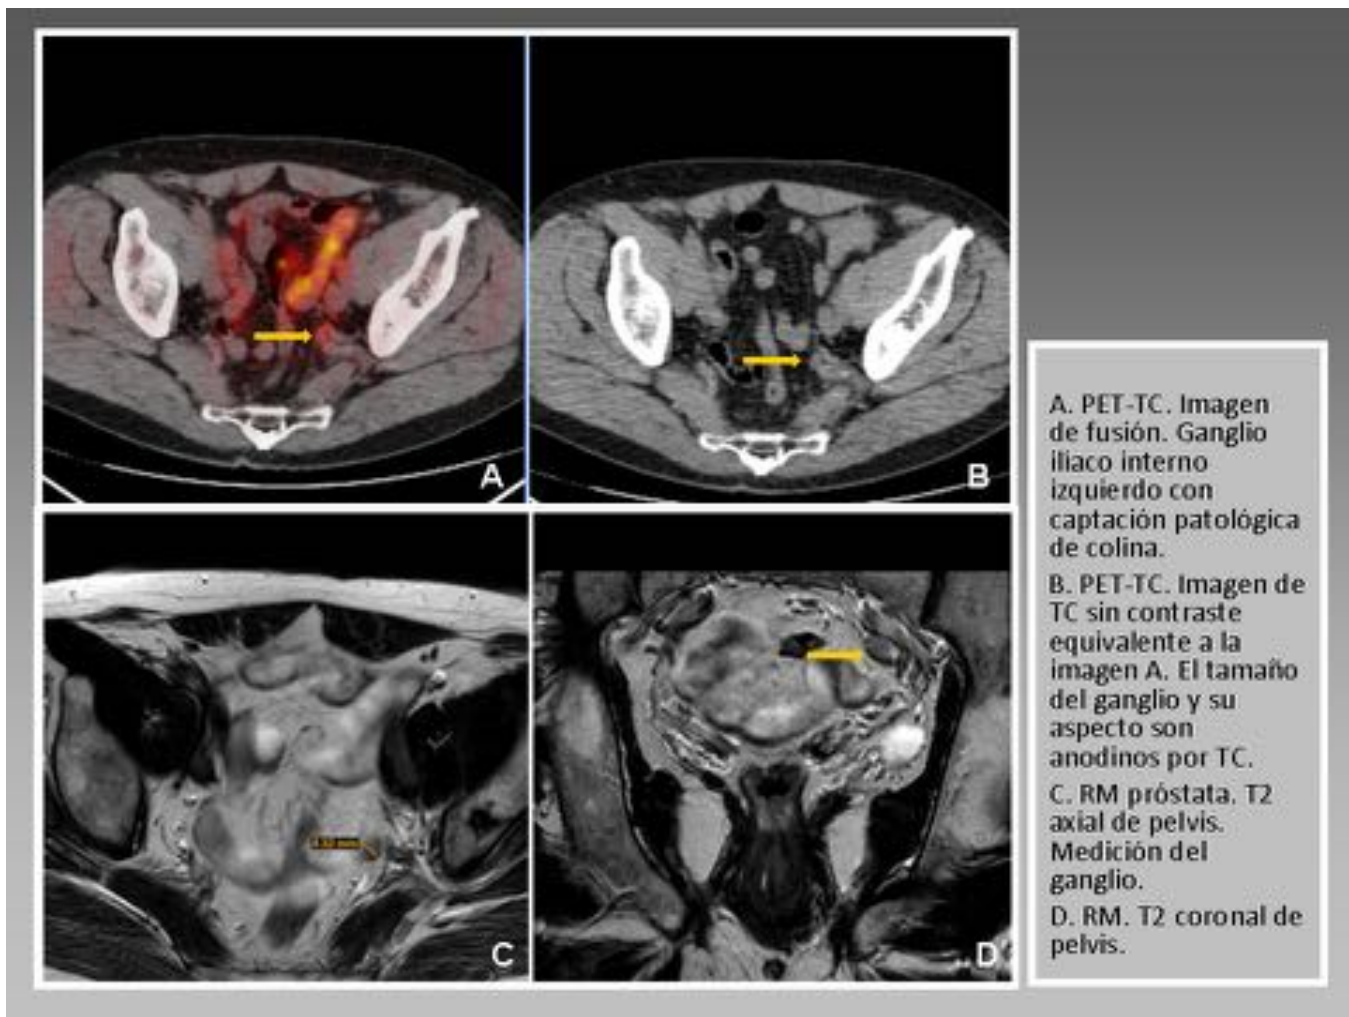 A
B
C
D
A. PET-TC. Imagen
de fusión. Ganglio
iliaco interno
izquierdo con
captación patológica
de colina.
B. PET-TC. Imagen de
TC sin contraste
equivalente a la
imagen A. El tamaño
del ganglio y su
aspecto son
anodinos por TC.
C. RM próstata. T2
axial de pelvis.
Medición del
ganglio.
D. RM. T2 coronal de
pelvis.